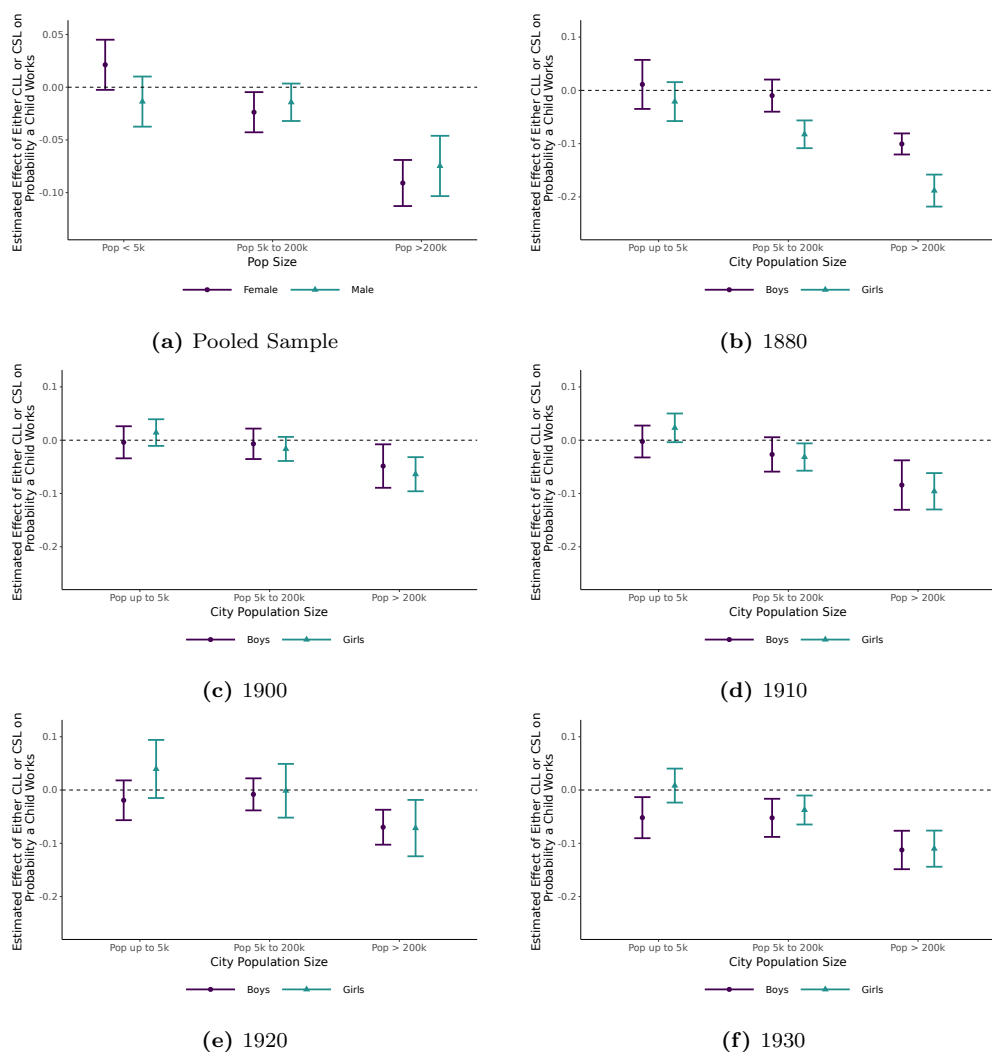 Estimated Effect of Either CLL or CSL on
Probability a Child Works
0.05
0.00
-0.05
-0.10
Pop < 5k
Pop 5k to 200k
Pop >200k
Pop Size
Female
Male
(a) Pooled Sample
Estimated Effect of Either CLL or CSL on
Probability a Child Works
0.1
0.0
-0.1
-0.2
Pop up to 5k
Pop 5k to 200k
Pop > 200k
City Population Size
Boys
Girls
(b) 1880
Estimated Effect of Either CLL or CSL on
Probability a Child Works
0.1
0.0
-0.1
-0.2
Pop up to 5k
Pop 5k to 200k
Pop > 200k
City Population Size
Boys
Girls
(c) 1900
Estimated Effect of Either CLL or CSL on
Probability a Child Works
0.1
0.0
-0.1
-0.2
Pop up to 5k
Pop 5k to 200k
Pop > 200k
City Population Size
Boys
Girls
(d) 1910
Estimated Effect of Either CLL or CSL on
Probability a Child Works
0.1
0.0
-0.1
-0.2
Pop up to 5k
Pop 5k to 200k
Pop > 200k
City Population Size
Boys
Girls
(e) 1920
Estimated Effect of Either CLL or CSL on
Probability a Child Works
0.1
0.0
-0.1
-0.2
Pop up to 5k
Pop 5k to 200k
Pop > 200k
City Population Size
Boys
Girls
(f) 1930